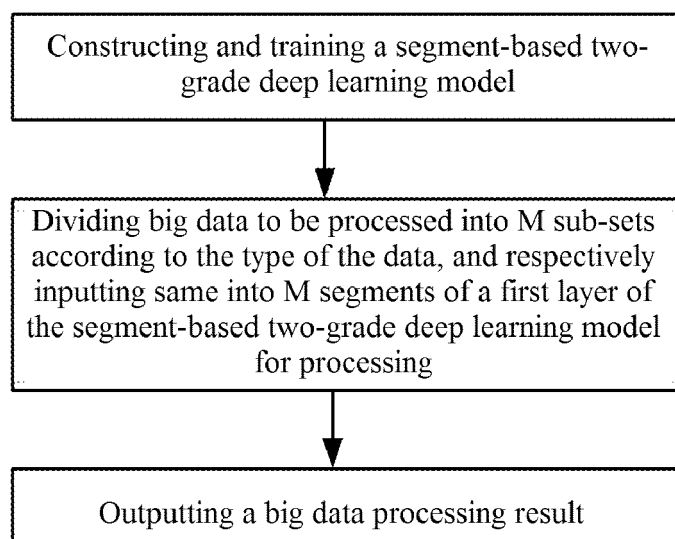 Constructing and training a segment-based two-
grade deep learning model
Dividing big data to be processed into M sub-sets
according to the type of the data, and respectively
inputting same into M segments of a first layer of
the segment-based two-grade deep learning model
for processing
Outputting a big data processing result